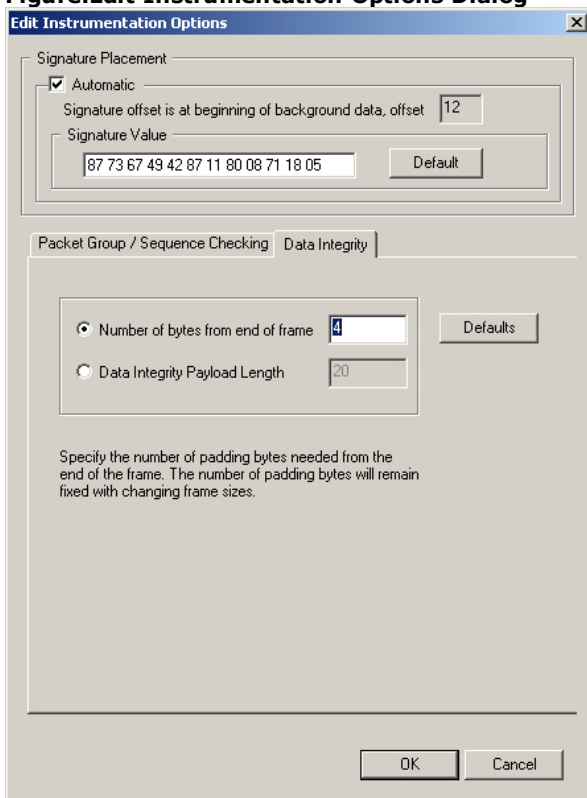 Figure:Edit Instrumentation Options Dialog
Edit Instrumentation Options
Signature Placement
Automatic
Signature offset is at beginning of background data, offset 12
Signature Value
87 73 67 49 42 87 11 80 08 71 18 05 Default
Packet Group / Sequence Checking Data Integrity
Number of bytes from end of frame 4 Defaults
Data Integrity Payload Length 20
Specify the number of padding bytes needed from the
end of the frame. The number of padding bytes will remain
fixed with changing frame sizes.
OK Cancel